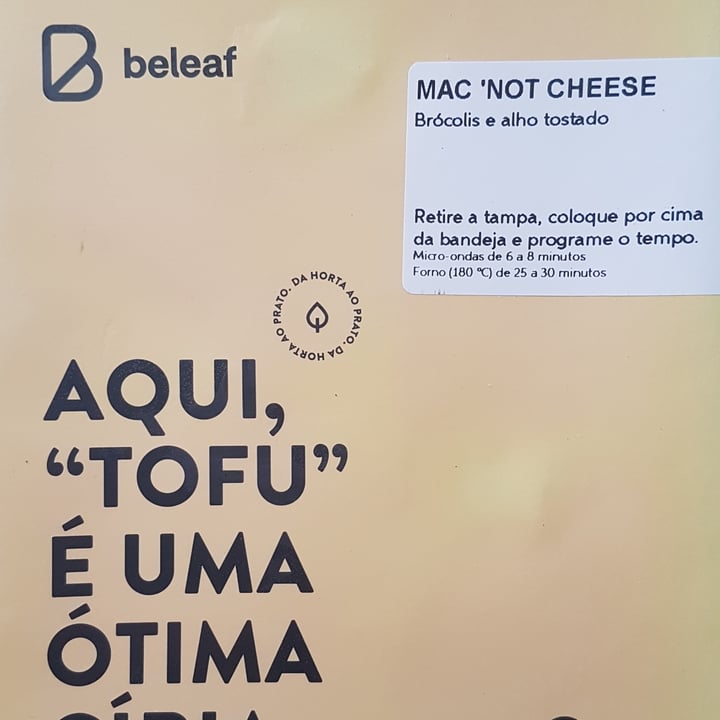 beleaf
MAC 'NOT CHEESE
Brócolis e alho tostado
Retire a tampa, coloque por cima
da bandeja e programe o tempo.
Micro-ondas de 6 a 8 minutos
Forno (180 ºC) de 25 a 30 minutos
DA HORTA AO PRATO. DA HORTA AO PRATO.
AQUI,
“TOFU”
É UMA
ÓTIMA